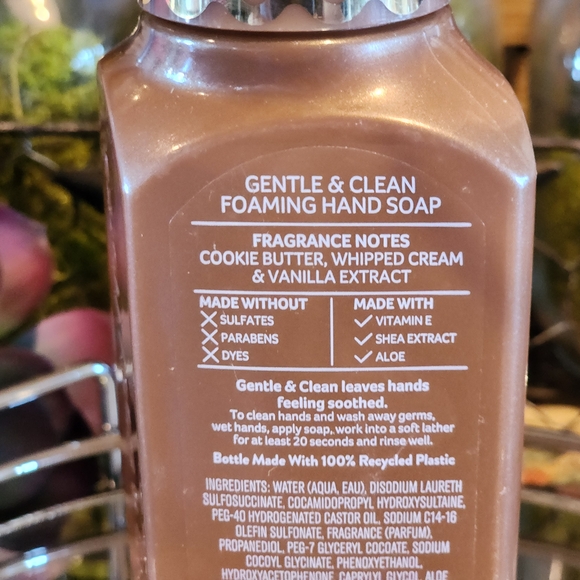 GENTLE & CLEAN
FOAMING HAND SOAP
FRAGRANCE NOTES
COOKIE BUTTER, WHIPPED CREAM
& VANILLA EXTRACT
MADE WITHOUT
SULFATES
PARABENS
DYES
MADE WITH
VITAMIN E
SHEA EXTRACT
ALOE
Gentle & Clean leaves hands
feeling soothed.
To clean hands and wash away germs,
wet hands, apply soap, work into a soft lather
for at least 20 seconds and rinse well.
Bottle Made With 100% Recycled Plastic
INGREDIENTS: WATER (AQUA, EAU), DISODIUM LAURETH
SULFOSUCCINATE, COCAMIDOPROPYL HYDROXYSULTAINE,
PEG-40 HYDROGENATED CASTOR OIL, SODIUM C14-16
OLEFIN SULFONATE, FRAGRANCE (PARFUM),
PROPANEDIOL, PEG-7 GLYCERYL COCOATE, SODIUM
COCOYL GLYCINATE, PHENOXYETHANOL,
HYDROXYACETOPHENONE, CAPRYLYL GLYCOL, ALOE